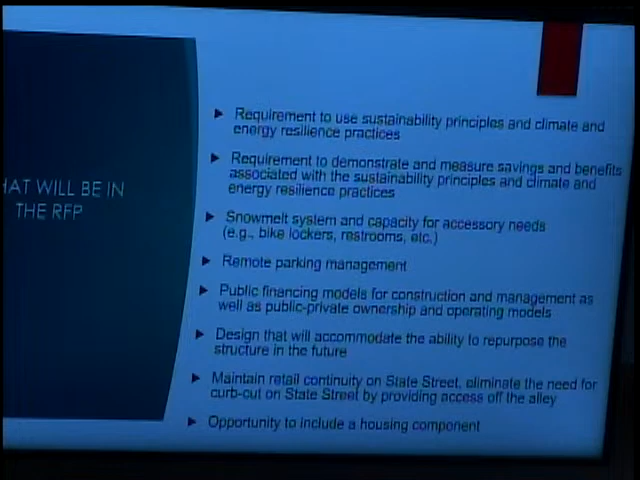 HAT WILL BE IN
THE RFP
Requirement to use sustainability principles and climate and
energy resilience practices
Requirement to demonstrate and measure savings and benefits
associated with the sustainability principles and climate and
energy resilience practices
Snowmelt system and capacity for accessory needs
(e.g., bike lockers, restrooms, etc.)
Remote parking management
Public financing models for construction and management as
well as public-private ownership and operating models
Design that will accommodate the ability to repurpose the
structure in the future
Maintain retail continuity on State Street, eliminate the need for
curb-cut on State Street by providing access off the alley
Opportunity to include a housing component